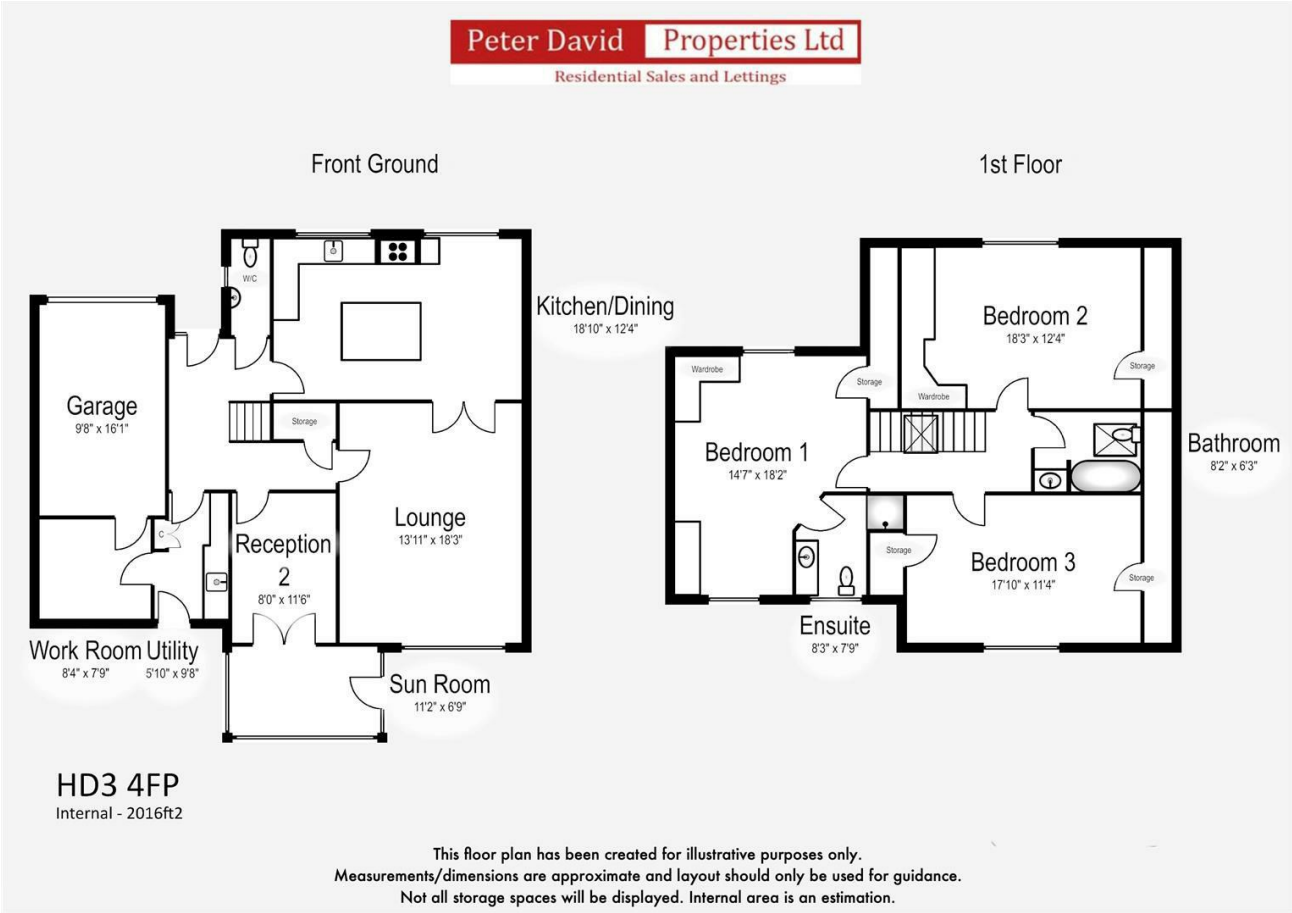 Peter David Properties Ltd
Residential Sales and Lettings
Front Ground
1st Floor
W/C
Kitchen/Dining
18'10" x 12'4"
Garage
9'8" x 16'1"
Storage
Lounge
13'11" x 18'3"
Reception
2
8'0" x 11'6"
C
Work Room
8'4" x 7'9"
Utility
5'10" x 9'8"
Sun Room
11'2" x 6'9"
Bedroom 2
18'3" x 12'4"
Wardrobe
Storage
Storage
Wardrobe
Bedroom 1
14'7" x 18'2"
Bathroom
8'2" x 6'3"
Storage
Bedroom 3
17'10" x 11'4"
Storage
Ensuite
8'3" x 7'9"
HD3 4FP
Internal - 2016ft2
This floor plan has been created for illustrative purposes only.
Measurements/dimensions are approximate and layout should only be used for guidance.
Not all storage spaces will be displayed. Internal area is an estimation.